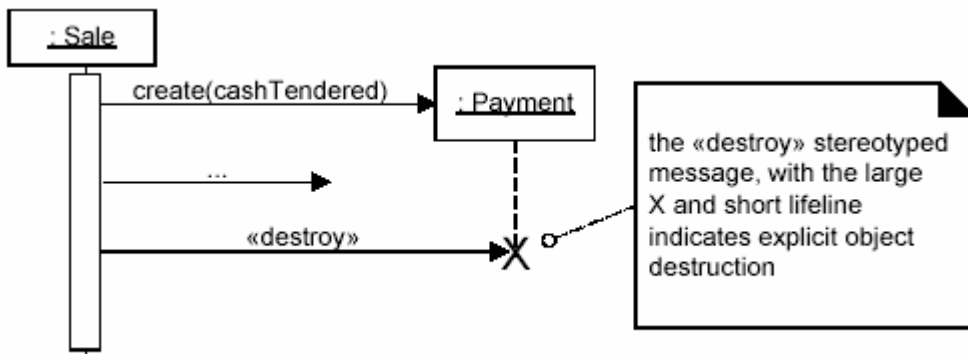 : Sale
create(cashTendered)
: Payment
...
«destroy»
X
the «destroy» stereotyped
message, with the large
X and short lifeline
indicates explicit object
destruction